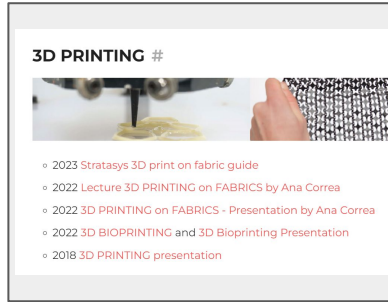 3D PRINTING #
2023 Stratasys 3D print on fabric guide
2022 Lecture 3D PRINTING on FABRICS by Ana Correa
2022 3D PRINTING on FABRICS - Presentation by Ana Correa
2022 3D BIOPRINTING and 3D Bioprinting Presentation
2018 3D PRINTING presentation